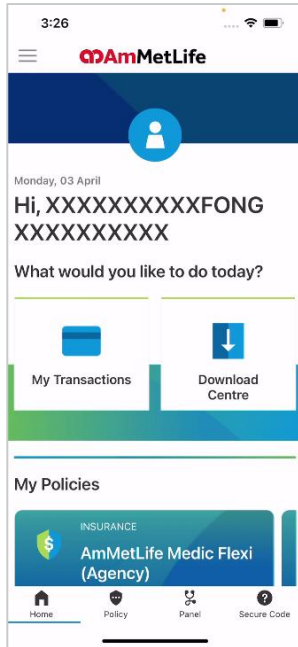 3:26
AmMetLife
Monday, 03 April
Hi, XXXXXXXXXXFONG
XXXXXXXXXX
What would you like to do today?
My Transactions
Download
Centre
My Policies
INSURANCE
AmMetLife Medic Flexi
(Agency)
Home
Policy
Panel
Secure Code